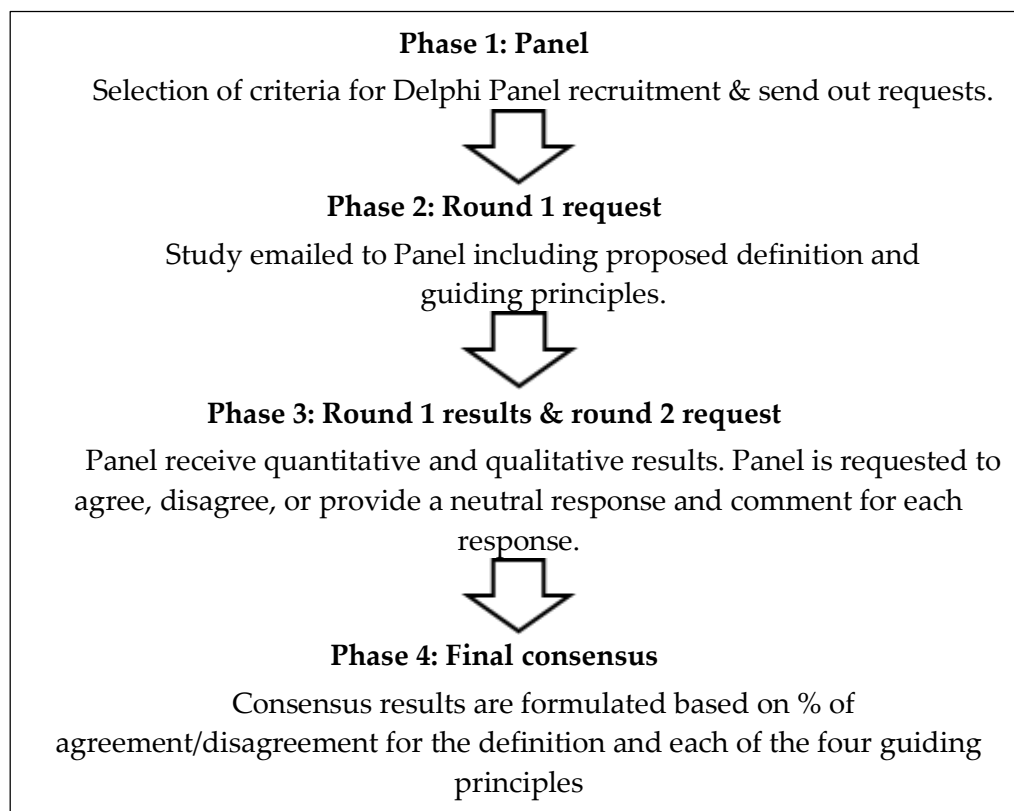 Phase 1: Panel
Selection of criteria for Delphi Panel recruitment & send out requests.
Phase 2: Round 1 request
Study emailed to Panel including proposed definition and
guiding principles.
Phase 3: Round 1 results & round 2 request
Panel receive quantitative and qualitative results. Panel is requested to
agree, disagree, or provide a neutral response and comment for each
response.
Phase 4: Final consensus
Consensus results are formulated based on % of
agreement/disagreement for the definition and each of the four guiding
principles